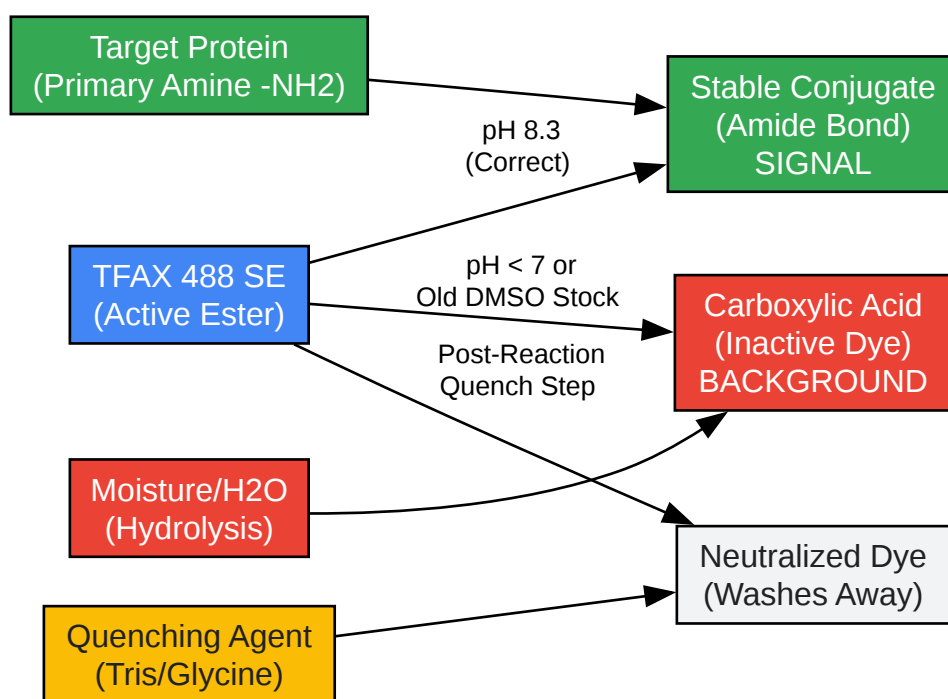 Target Protein
(Primary Amine -NH2)
Stable Conjugate
(Amide Bond)
SIGNAL
pH 8.3
(Correct)
TFAX 488 SE
(Active Ester)
pH < 7 or
Old DMSO Stock
Carboxylic Acid
(Inactive Dye)
BACKGROUND
Post-Reaction
Quench Step
Moisture/H2O
(Hydrolysis)
Neutralized Dye
(Washes Away)
Quenching Agent
(Tris/Glycine)